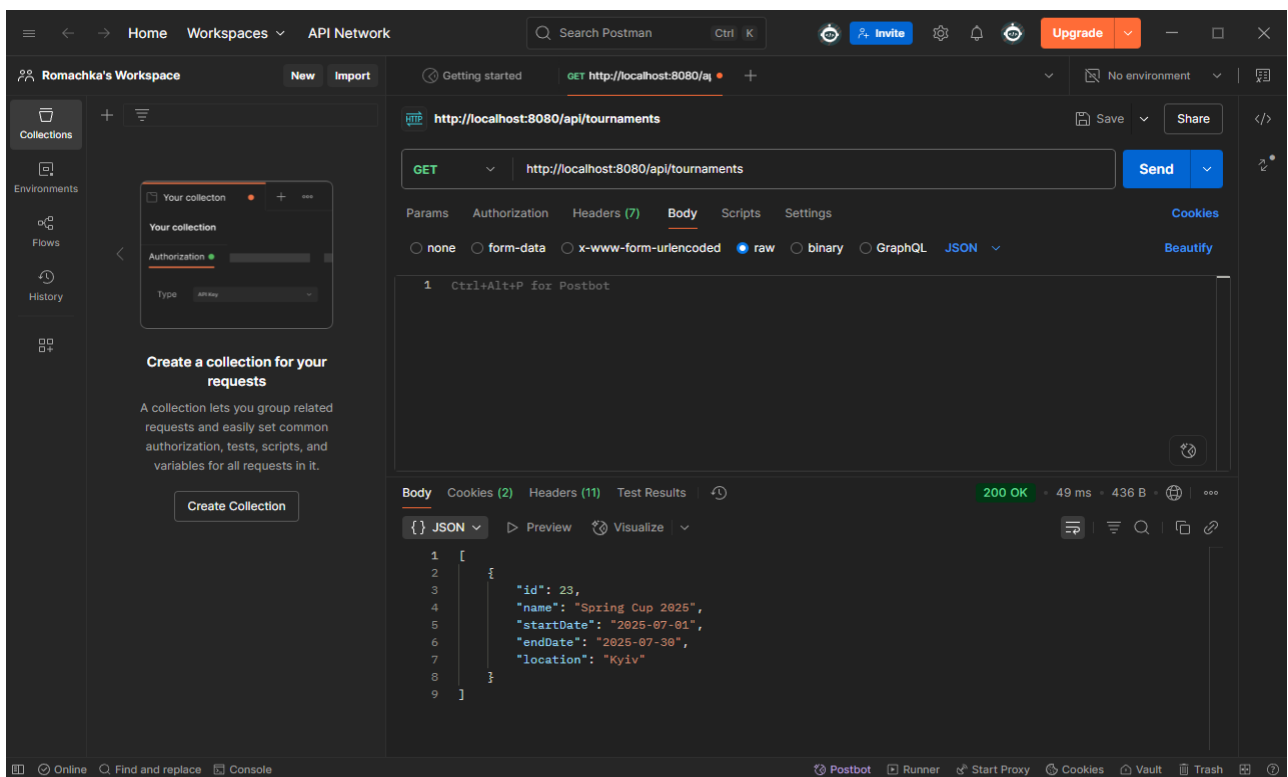 Home Workspaces API Network Search Postman Ctrl K Invite Upgrade
Romachka's Workspace New Import Getting started GET http://localhost:8080/a No environment
Collections
Environments
Flows
History
Your collecton
Your collection
Authorization
Type API Key
Create a collection for your
requests
A collection lets you group related
requests and easily set common
authorization, tests, scripts, and
variables for all requests in it.
Create Collection
HTTP http://localhost:8080/api/tournaments Save Share
GET http://localhost:8080/api/tournaments Send
Params Authorization Headers (7) Body Scripts Settings Cookies
none form-data x-www-form-urlencoded raw binary GraphQL JSON Beautify
1 Ctrl+Alt+P for Postbot
Body Cookies (2) Headers (11) Test Results 200 OK 49 ms 436 B
{} JSON Preview Visualize
1 [
2 {
3 "id": 23,
4 "name": "Spring Cup 2025",
5 "startDate": "2025-07-01",
6 "endDate": "2025-07-30",
7 "location": "Kyiv"
8 }
9 ]
Online Find and replace Console Postbot Runner Start Proxy Cookies Vault Trash